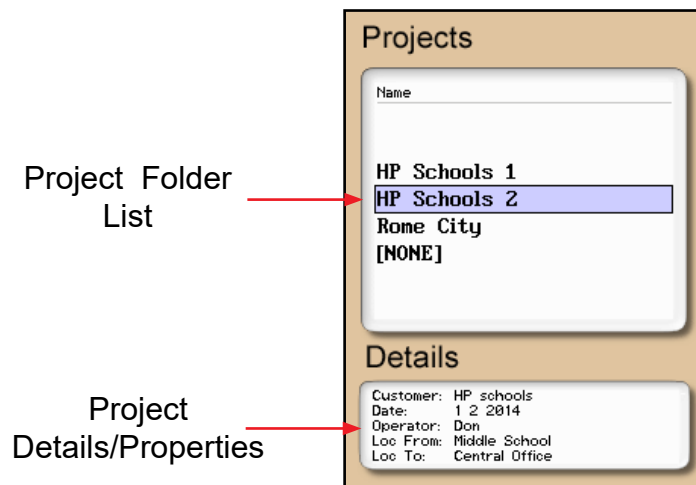 Projects
Name
HP Schools 1
Project Folder
List
HP Schools 2
Rome City
[NONE]
Details
Project
Details/Properties
Customer: HP schools
Date: 1 2 2014
Operator: Don
Loc From: Middle School
Loc To: Central Office